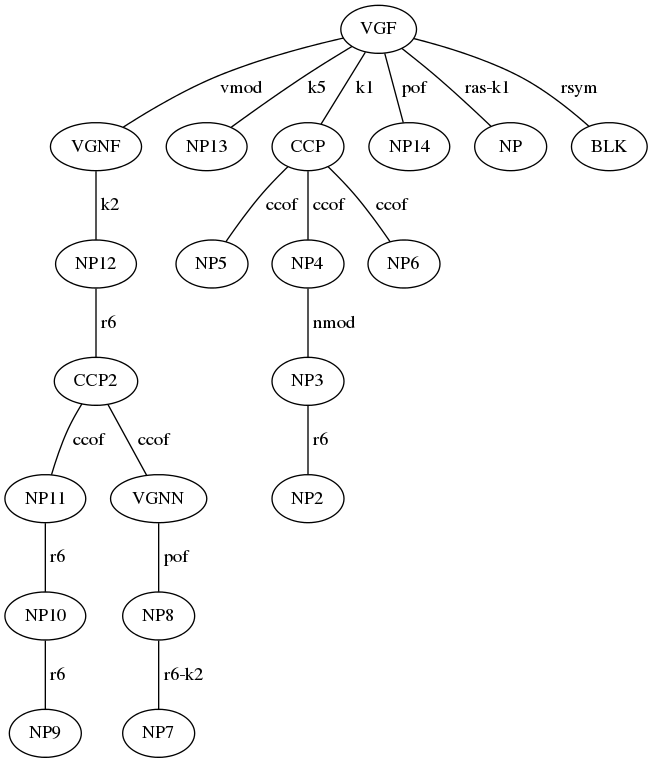 VGF
vmod k5 k1 pof ras-k1 rsym
VGNF NP13 CCP NP14 NP BLK
k2 ccof ccof ccof
NP12 NP5 NP4 NP6
r6 nmod
CCP2 NP3
ccof ccof r6
NP11 VGNN NP2
r6 pof
NP10 NP8
r6 r6-k2
NP9 NP7